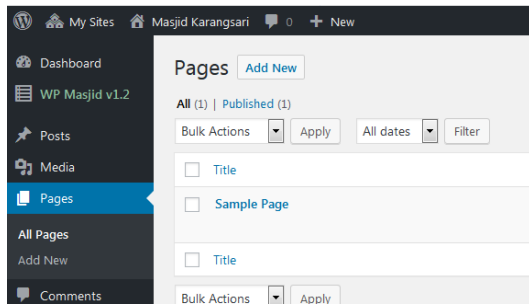 My Sites Masjid Karangsari 0 + New
Dashboard
WP Masjid v1.2
Posts
Media
Pages
All Pages
Add New
Comments
Pages Add New
All (1) | Published (1)
Bulk Actions Apply All dates Filter
Title
Sample Page
Title
Bulk Actions Apply